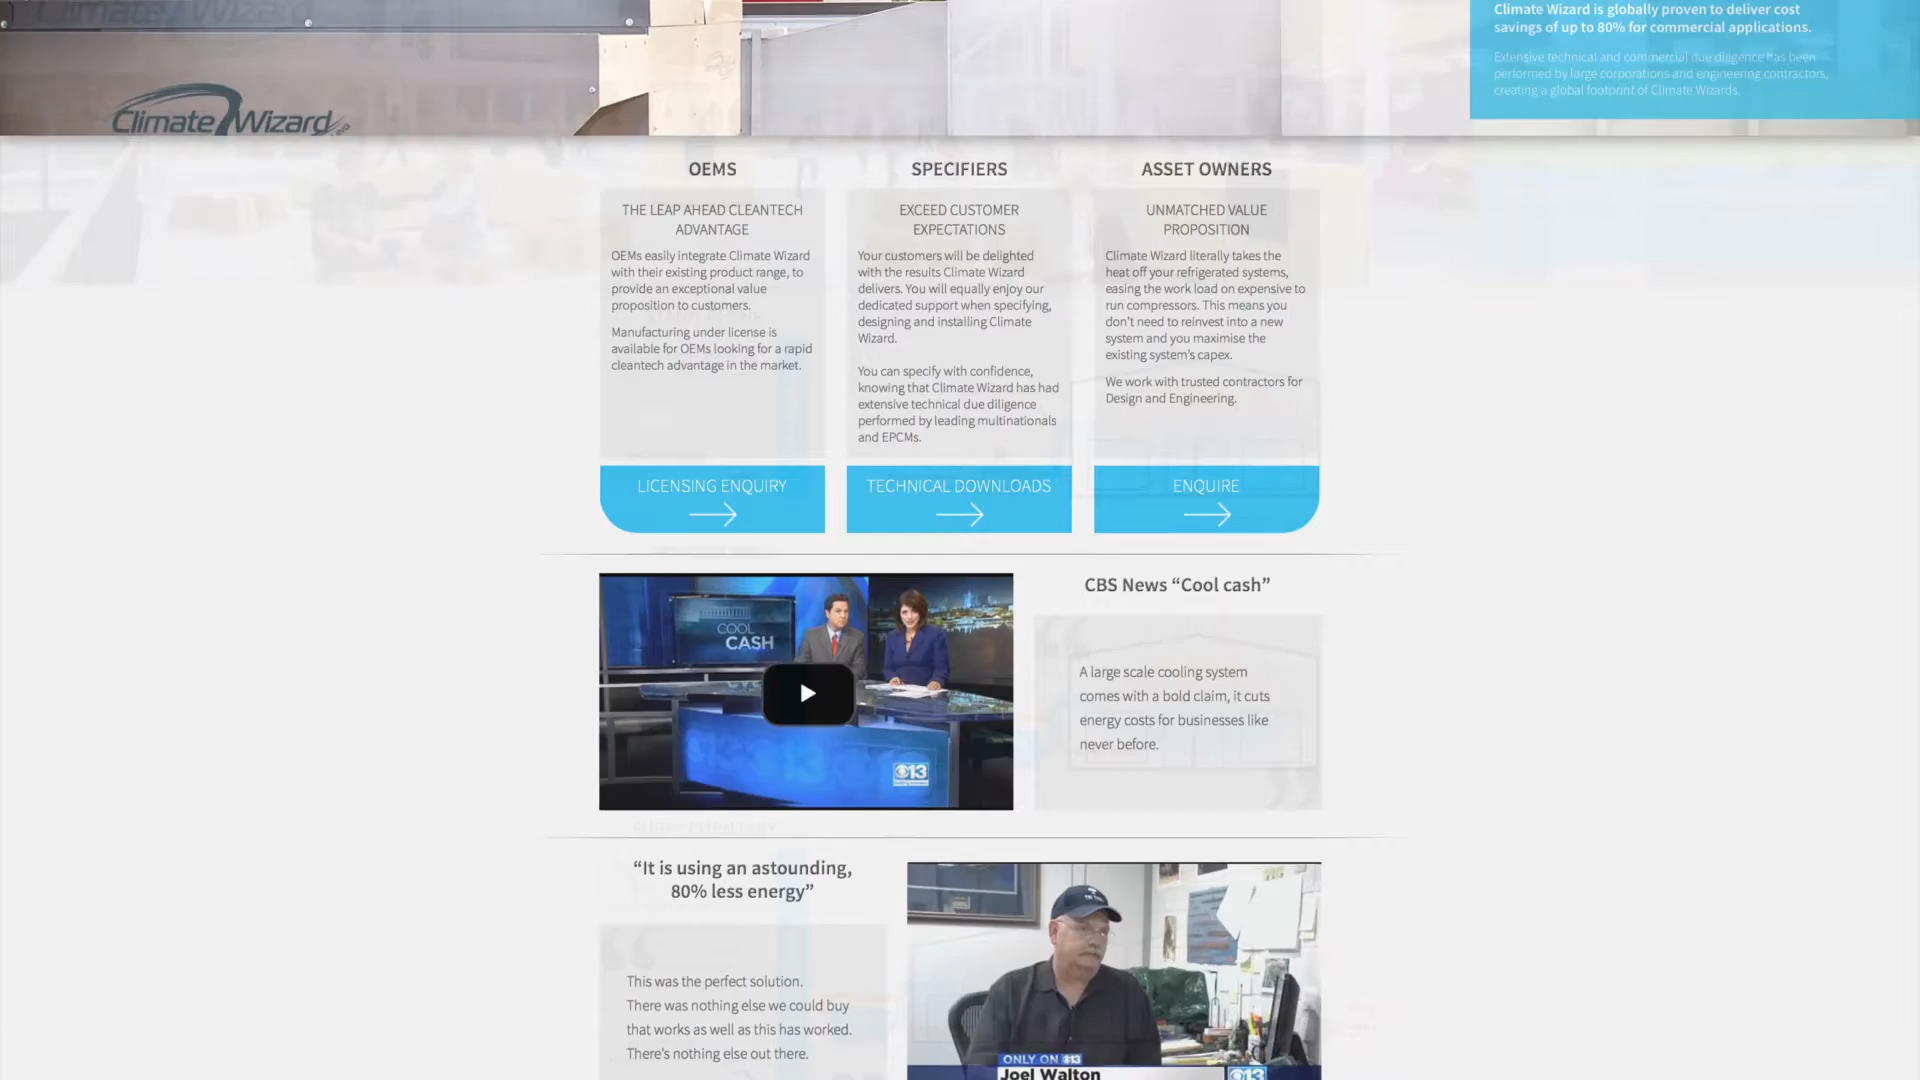 Climate Wizard is globally proven to deliver cost
savings of up to 80% for commercial applications.
Extensive technical and commercial due diligence has been
performed by large corporations and engineering contractors,
creating a global footprint of Climate Wizards.
Climate Wizard
OEMS
THE LEAP AHEAD CLEANTECH
ADVANTAGE
OEMs easily integrate Climate Wizard
with their existing product range, to
provide an exceptional value
proposition to customers.
Manufacturing under license is
available for OEMs looking for a rapid
cleantech advantage in the market.
LICENSING ENQUIRY
SPECIFIERS
EXCEED CUSTOMER
EXPECTATIONS
Your customers will be delighted
with the results Climate Wizard
delivers. You will equally enjoy our
dedicated support when specifying,
designing and installing Climate
Wizard.
You can specify with confidence,
knowing that Climate Wizard has had
extensive technical due diligence
performed by leading multinationals
and EPCMs.
TECHNICAL DOWNLOADS
ASSET OWNERS
UNMATCHED VALUE
PROPOSITION
Climate Wizard literally takes the
heat off your refrigerated systems,
easing the work load on expensive to
run compressors. This means you
don't need to reinvest into a new
system and you maximise the
existing system's capex.
We work with trusted contractors for
Design and Engineering.
ENQUIRE
COOL
CASH
13
CBS News “Cool cash”
A large scale cooling system
comes with a bold claim, it cuts
energy costs for businesses like
never before.
“It is using an astounding,
80% less energy”
This was the perfect solution.
There was nothing else we could buy
that works as well as this has worked.
There's nothing else out there.
ONLY ON 13
Joel Walton
13